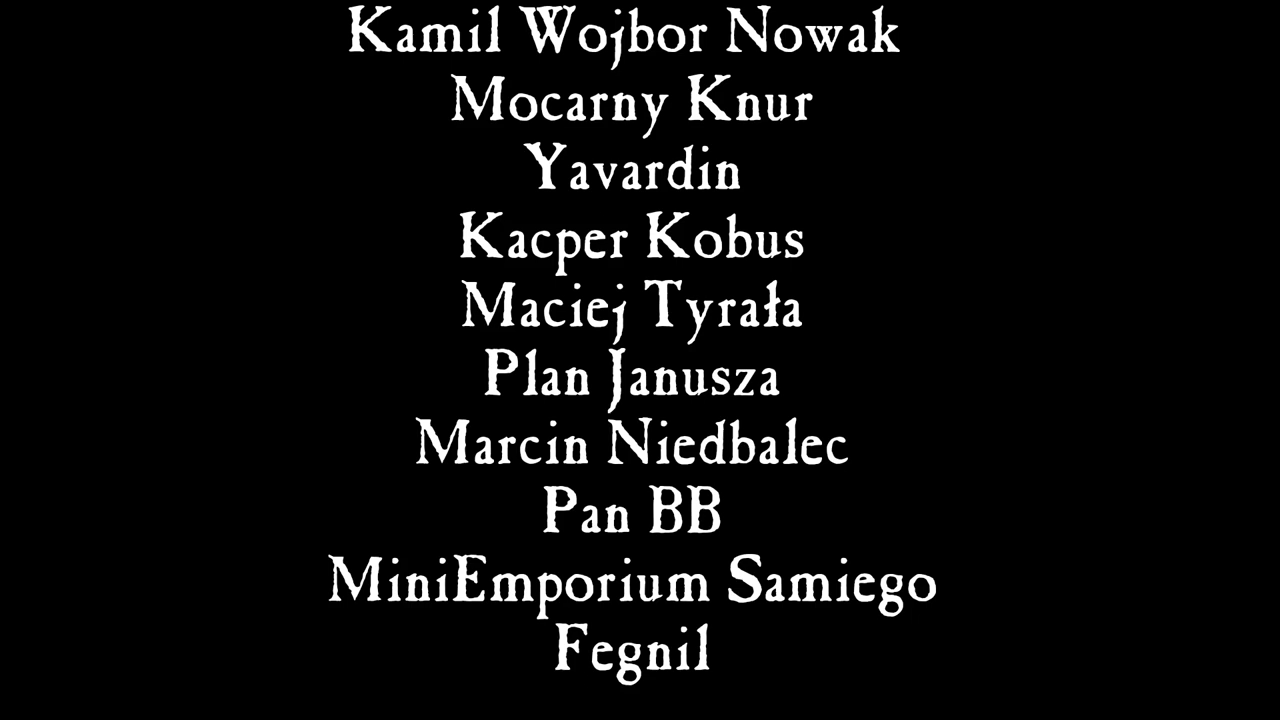 Kamil Wojbor Nowak
Mocarny Knur
Yavardin
Kacper Kobus
Maciej Tyrała
Plan Janusza
Marcin Niedbalec
Pan BB
MiniEmporium Samiego
Fegnil